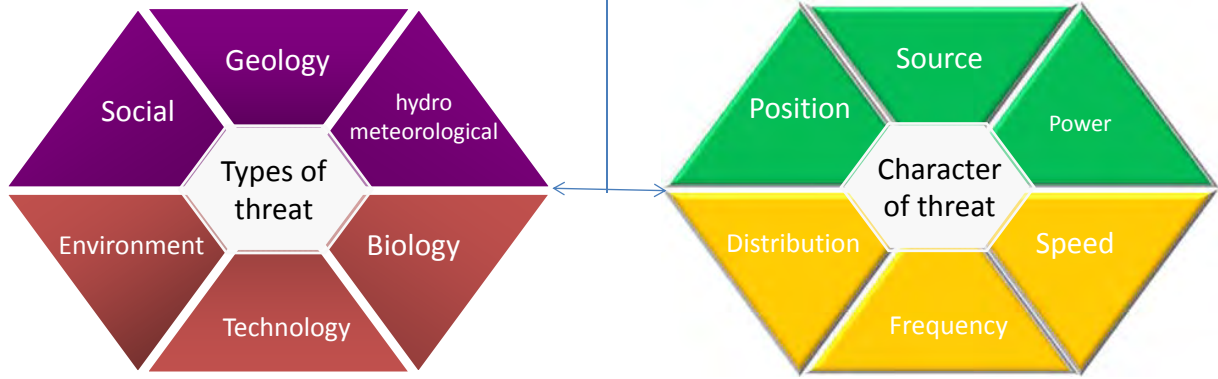 Geology
Social
hydro
meteorological
Types of
threat
Environment
Biology
Technology
Source
Position
Power
Character
of threat
Distribution
Speed
Frequency